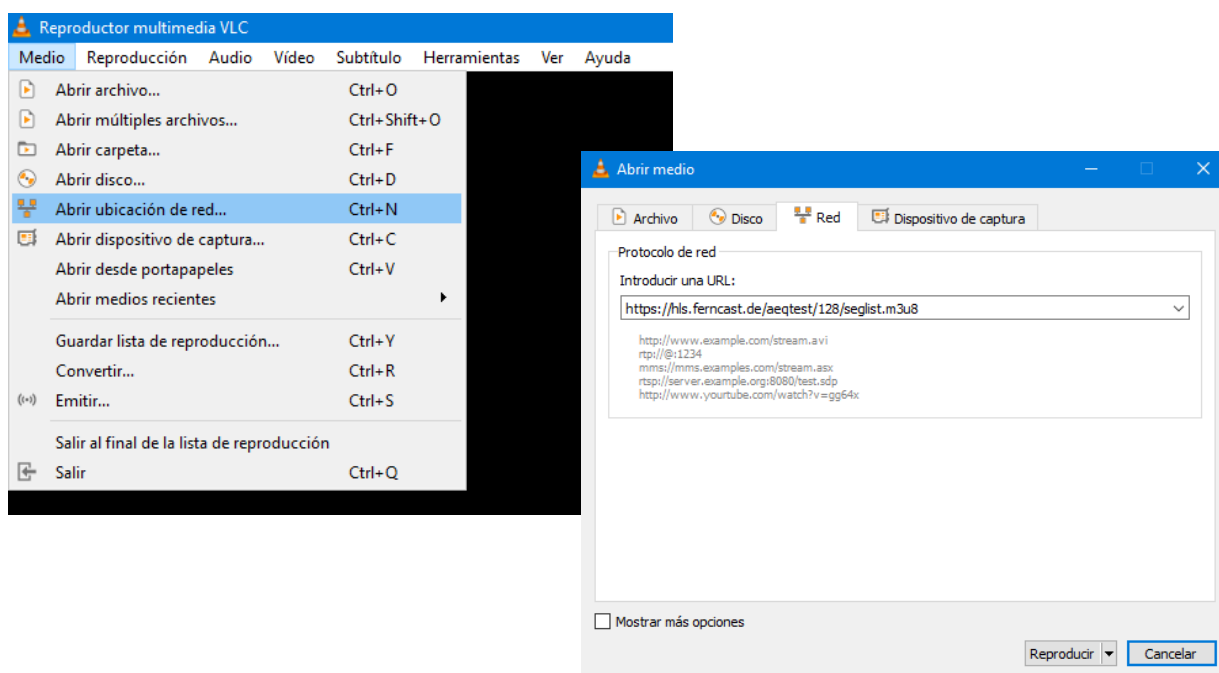 Reproductor multimedia VLC
Medio Reproducción Audio Vídeo Subtítulo Herramientas Ver Ayuda
Abrir archivo... Ctrl+O
Abrir múltiples archivos... Ctrl+Shift+O
Abrir carpeta... Ctrl+F
Abrir disco... Ctrl+D
Abrir ubicación de red... Ctrl+N
Abrir dispositivo de captura... Ctrl+C
Abrir desde portapapeles Ctrl+V
Abrir medios recientes
Guardar lista de reproducción... Ctrl+Y
Convertir... Ctrl+R
Emitir... Ctrl+S
Salir al final de la lista de reproducción
Salir Ctrl+Q
Abrir medio
Archivo Disco Red Dispositivo de captura
Protocolo de red
Introducir una URL:
https://hls.ferncast.de/aeqtest/128/seglist.m3u8
http://www.example.com/stream.avi
rtp://@:1234
mms://mms.examples.com/stream.asx
rtsp://server.example.org:8080/test.sdp
http://www.yourtube.com/watch?v=gg64x
Mostrar más opciones
Reproducir Cancelar